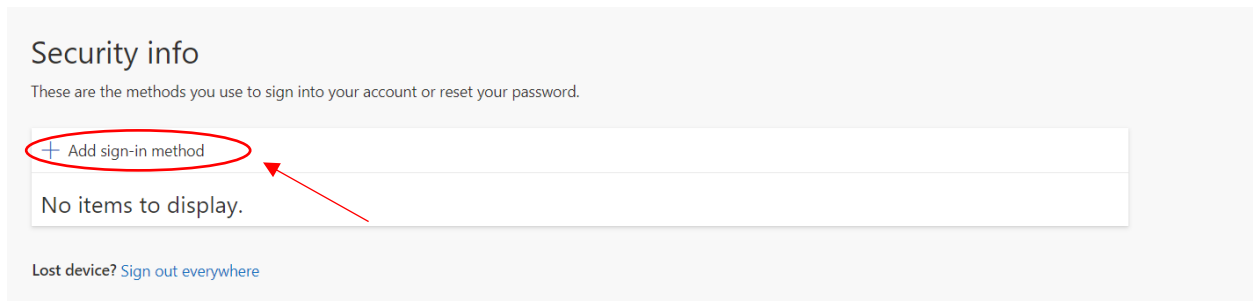 Security info
These are the methods you use to sign into your account or reset your password.
+ Add sign-in method
No items to display.
Lost device? Sign out everywhere